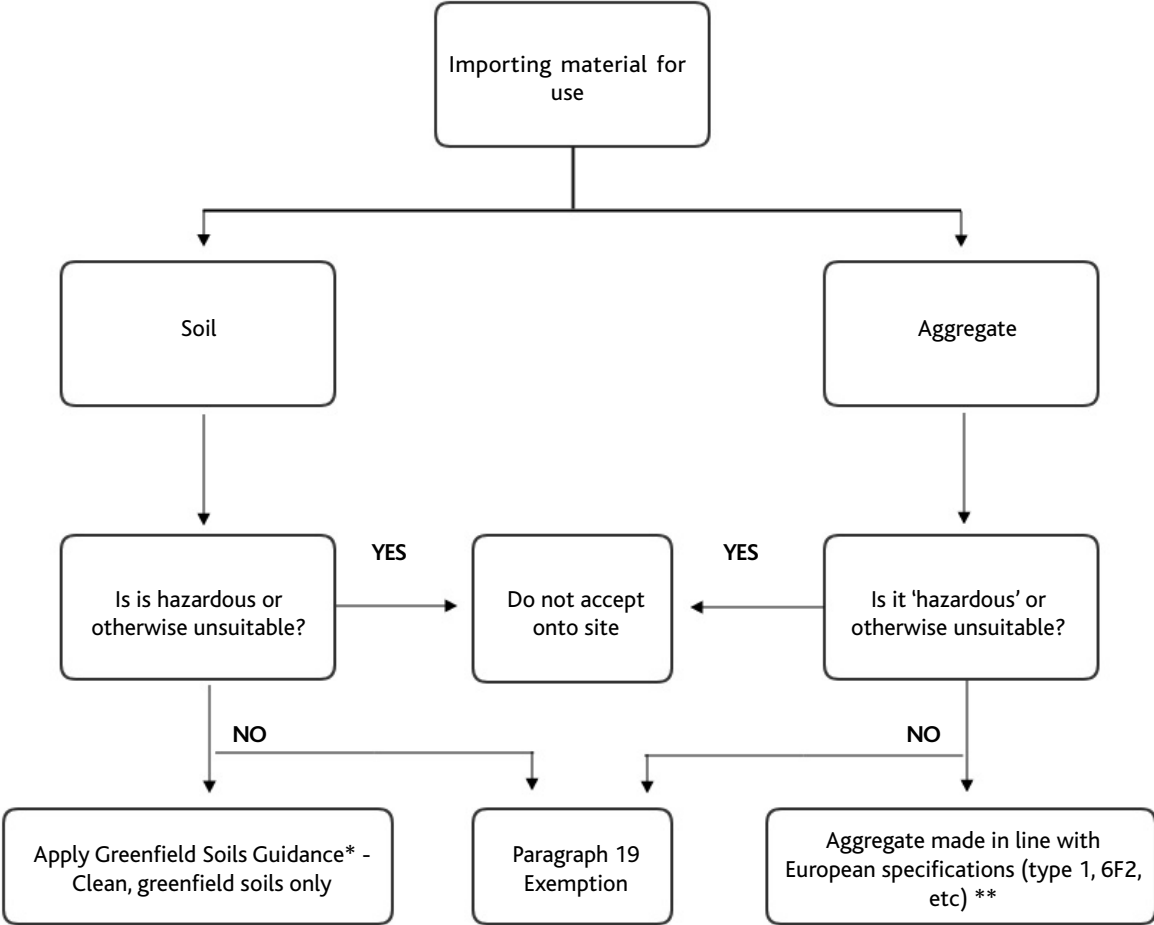 Importing material for
use
Soil
Aggregate
Is is hazardous or
otherwise unsuitable?
YES
Do not accept
onto site
YES
Is it ‘hazardous’ or
otherwise unsuitable?
NO
NO
Apply Greenfield Soils Guidance* -
Clean, greenfield soils only
Paragraph 19
Exemption
Aggregate made in line with
European specifications (type 1, 6F2,
etc) **